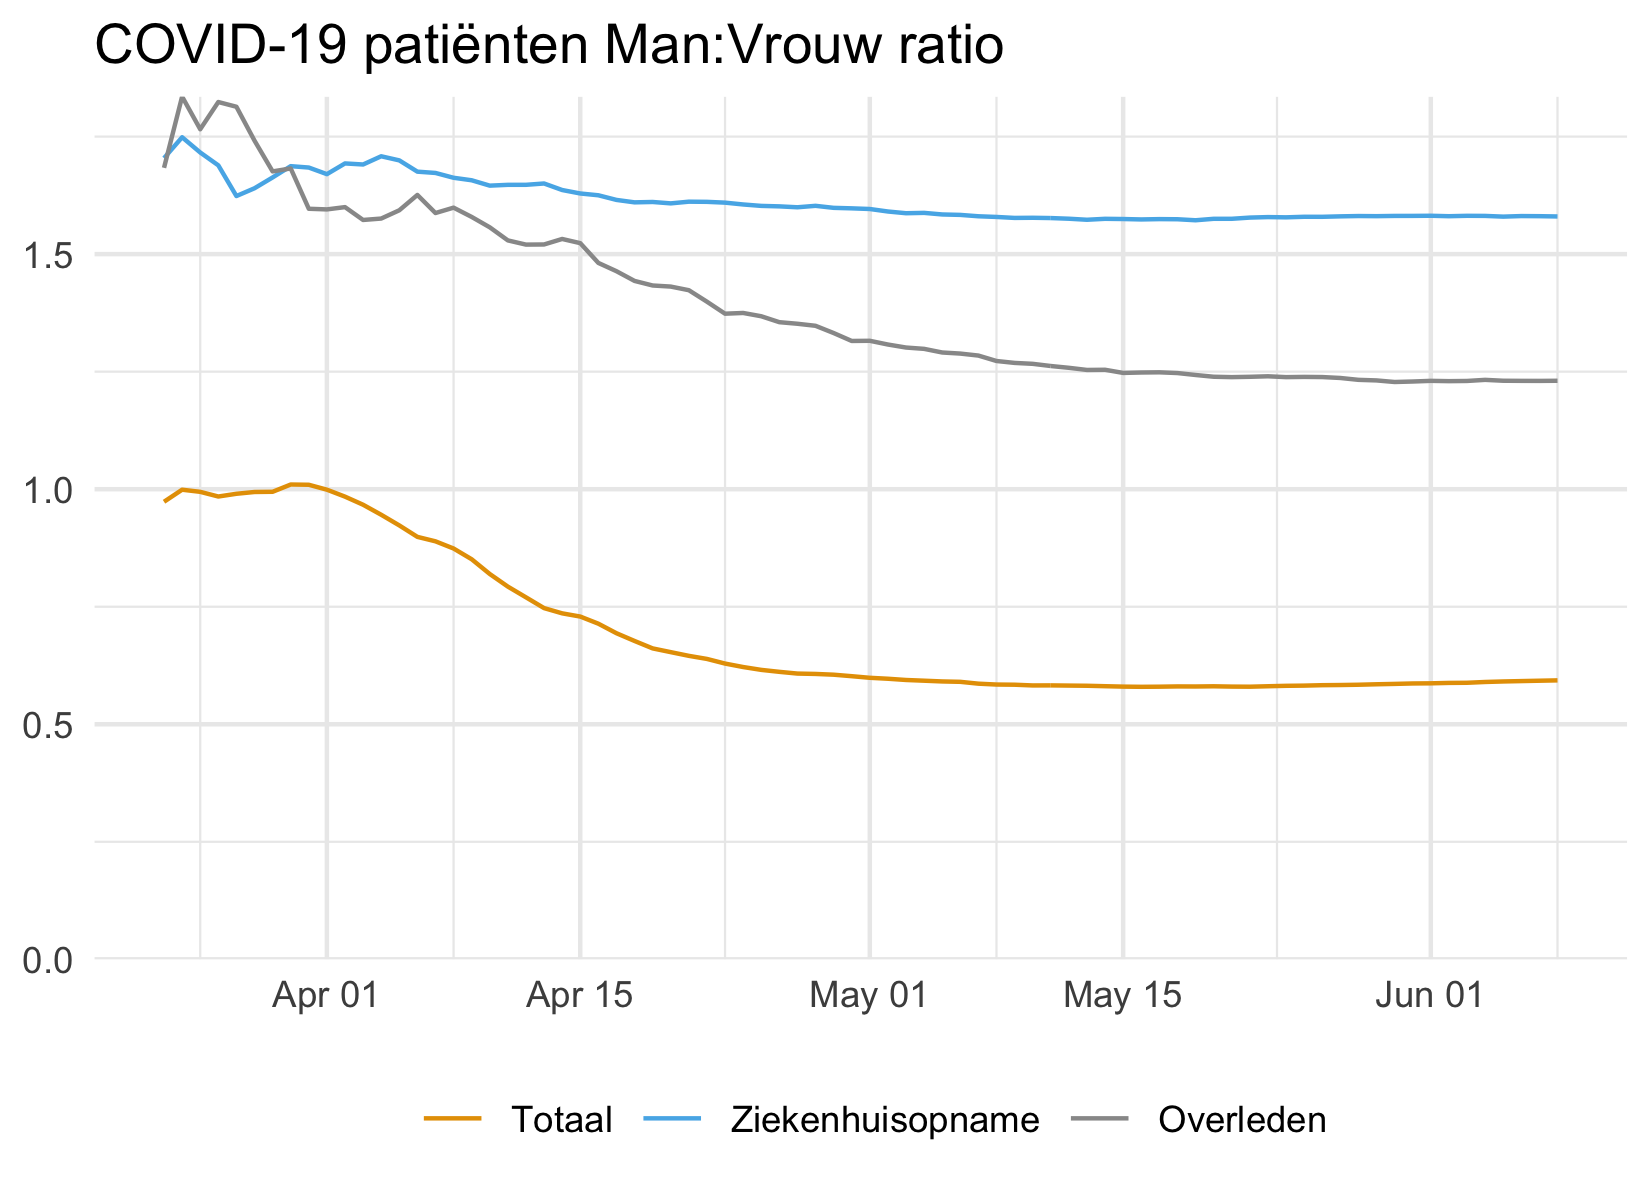 COVID-19 patiënten Man:Vrouw ratio
1.5
1.0
0.5
0.0
Apr 01 Apr 15 May 01 May 15 Jun 01
Totaal Ziekenhuisopname Overleden